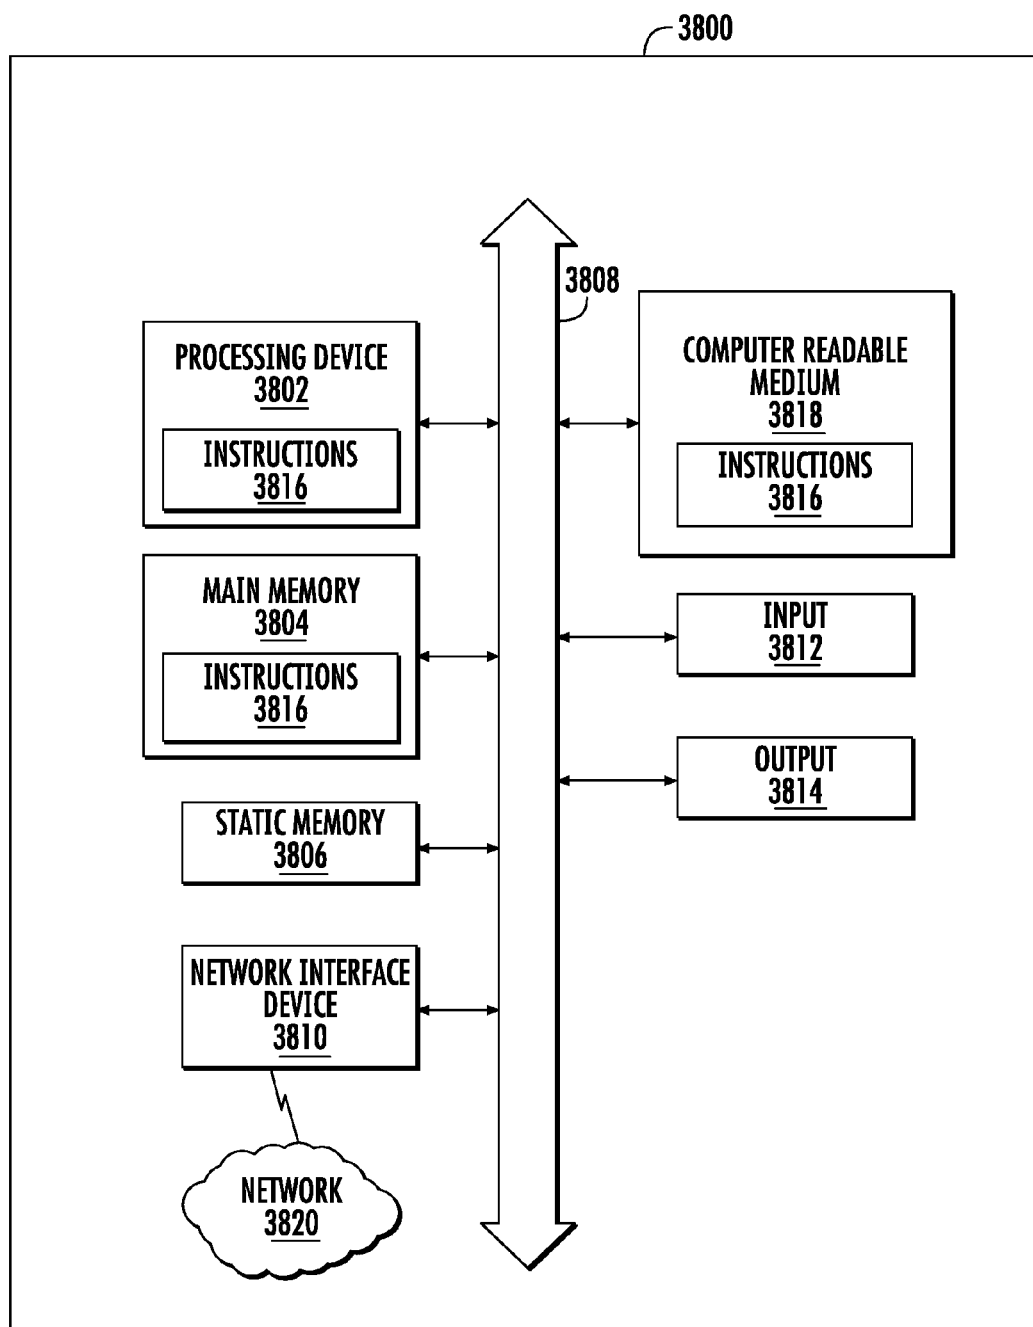 3800
3808
PROCESSING DEVICE
3802
INSTRUCTIONS
3816
COMPUTER READABLE
MEDIUM
3818
INSTRUCTIONS
3816
MAIN MEMORY
3804
INSTRUCTIONS
3816
INPUT
3812
OUTPUT
3814
STATIC MEMORY
3806
NETWORK INTERFACE
DEVICE
3810
NETWORK
3820